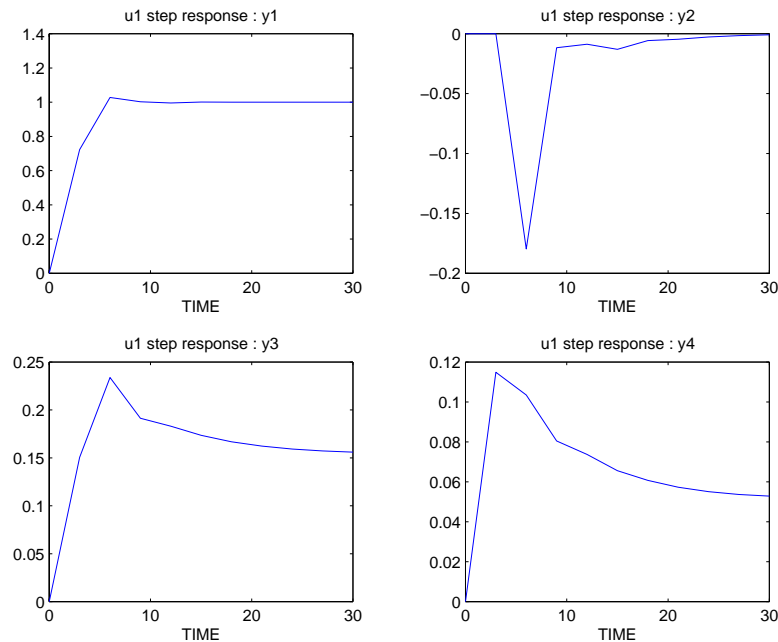 u1 step response : y1
1.4
1.2
1
0.8
0.6
0.4
0.2
0
0 10 20 30
TIME
u1 step response : y2
0
−0.05
−0.1
−0.15
−0.2
0 10 20 30
TIME
u1 step response : y3
0.25
0.2
0.15
0.1
0.05
0
0 10 20 30
TIME
u1 step response : y4
0.12
0.1
0.08
0.06
0.04
0.02
0
0 10 20 30
TIME